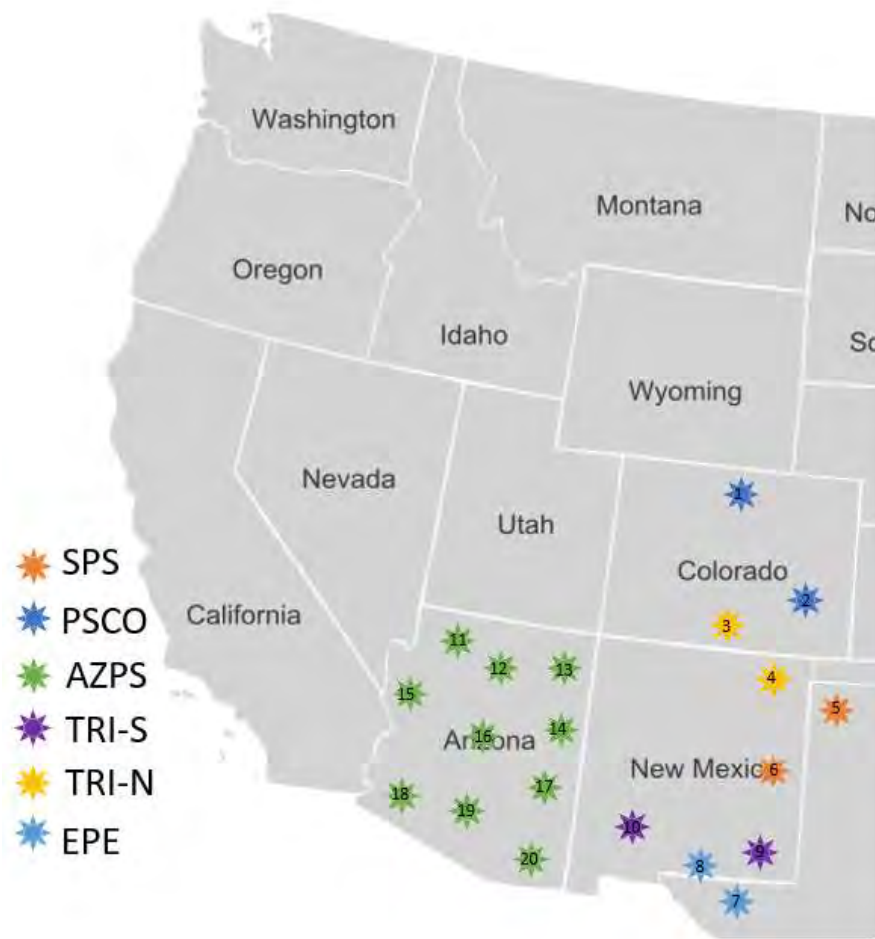 Washington
Montana
No
Oregon
Idaho
So
Wyoming
Nevada
1
Utah
SPS
Colorado
2
PSCO
California
3
11
AZPS
12
13
4
15
5
TRI-S
14
16
Arizona
New Mexico
6
TRI-N
17
18
19
10
EPE
9
20
8
7